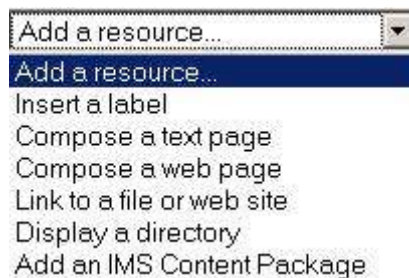 Add a resource...
Add a resource...
Insert a label
Compose a text page
Compose a web page
Link to a file or web site
Display a directory
Add an IMS Content Package